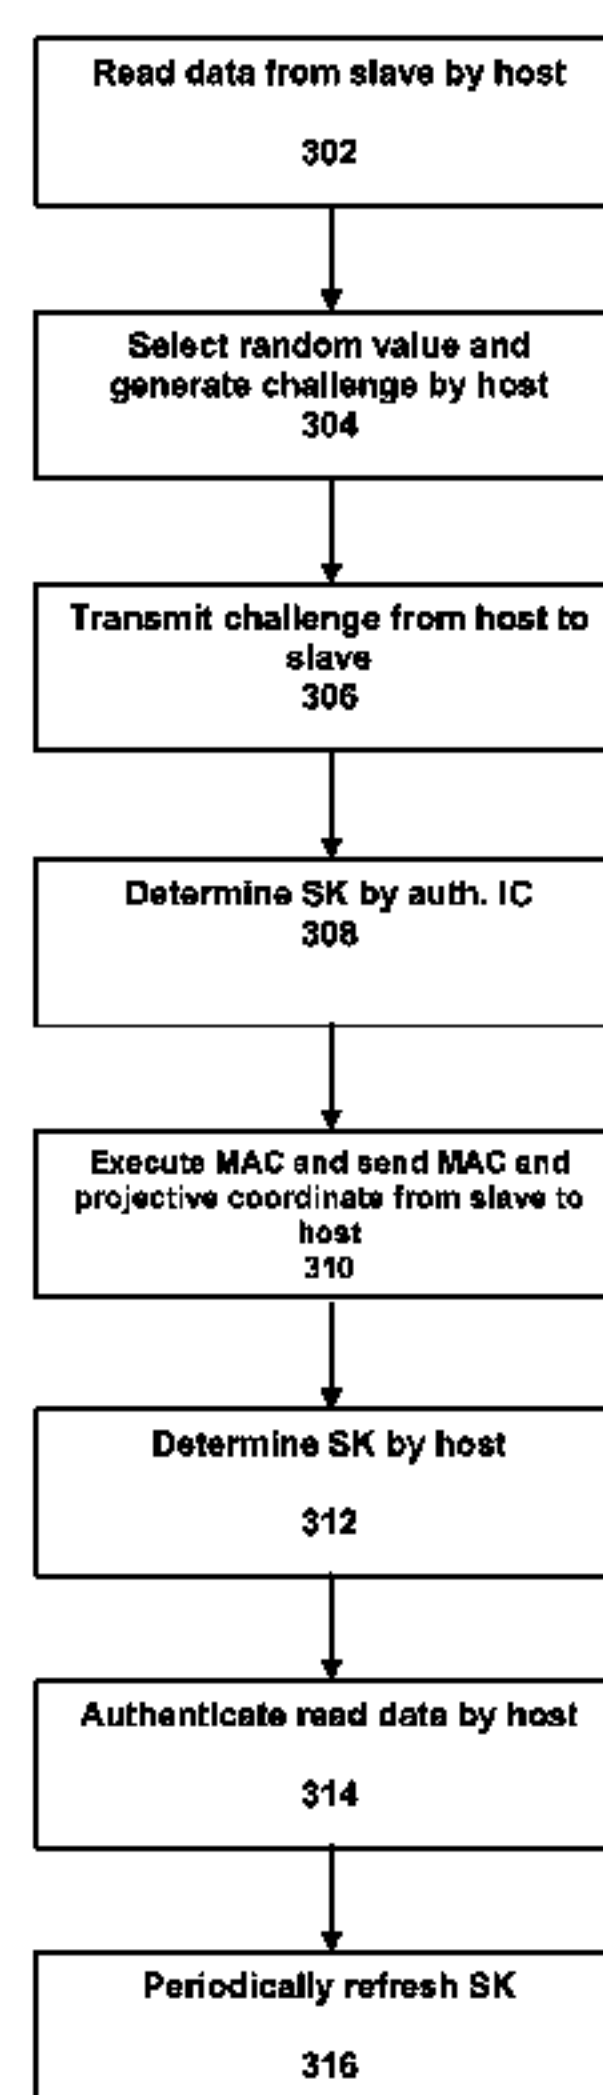 Read data from slave by host
302
Select random value and
generate challenge by host
304
Transmit challenge from host to
slave
306
Determine SK by auth. IC
308
Execute MAC and send MAC and
projective coordinate from slave to
host
310
Determine SK by host
312
Authenticate read data by host
314
Periodically refresh SK
316